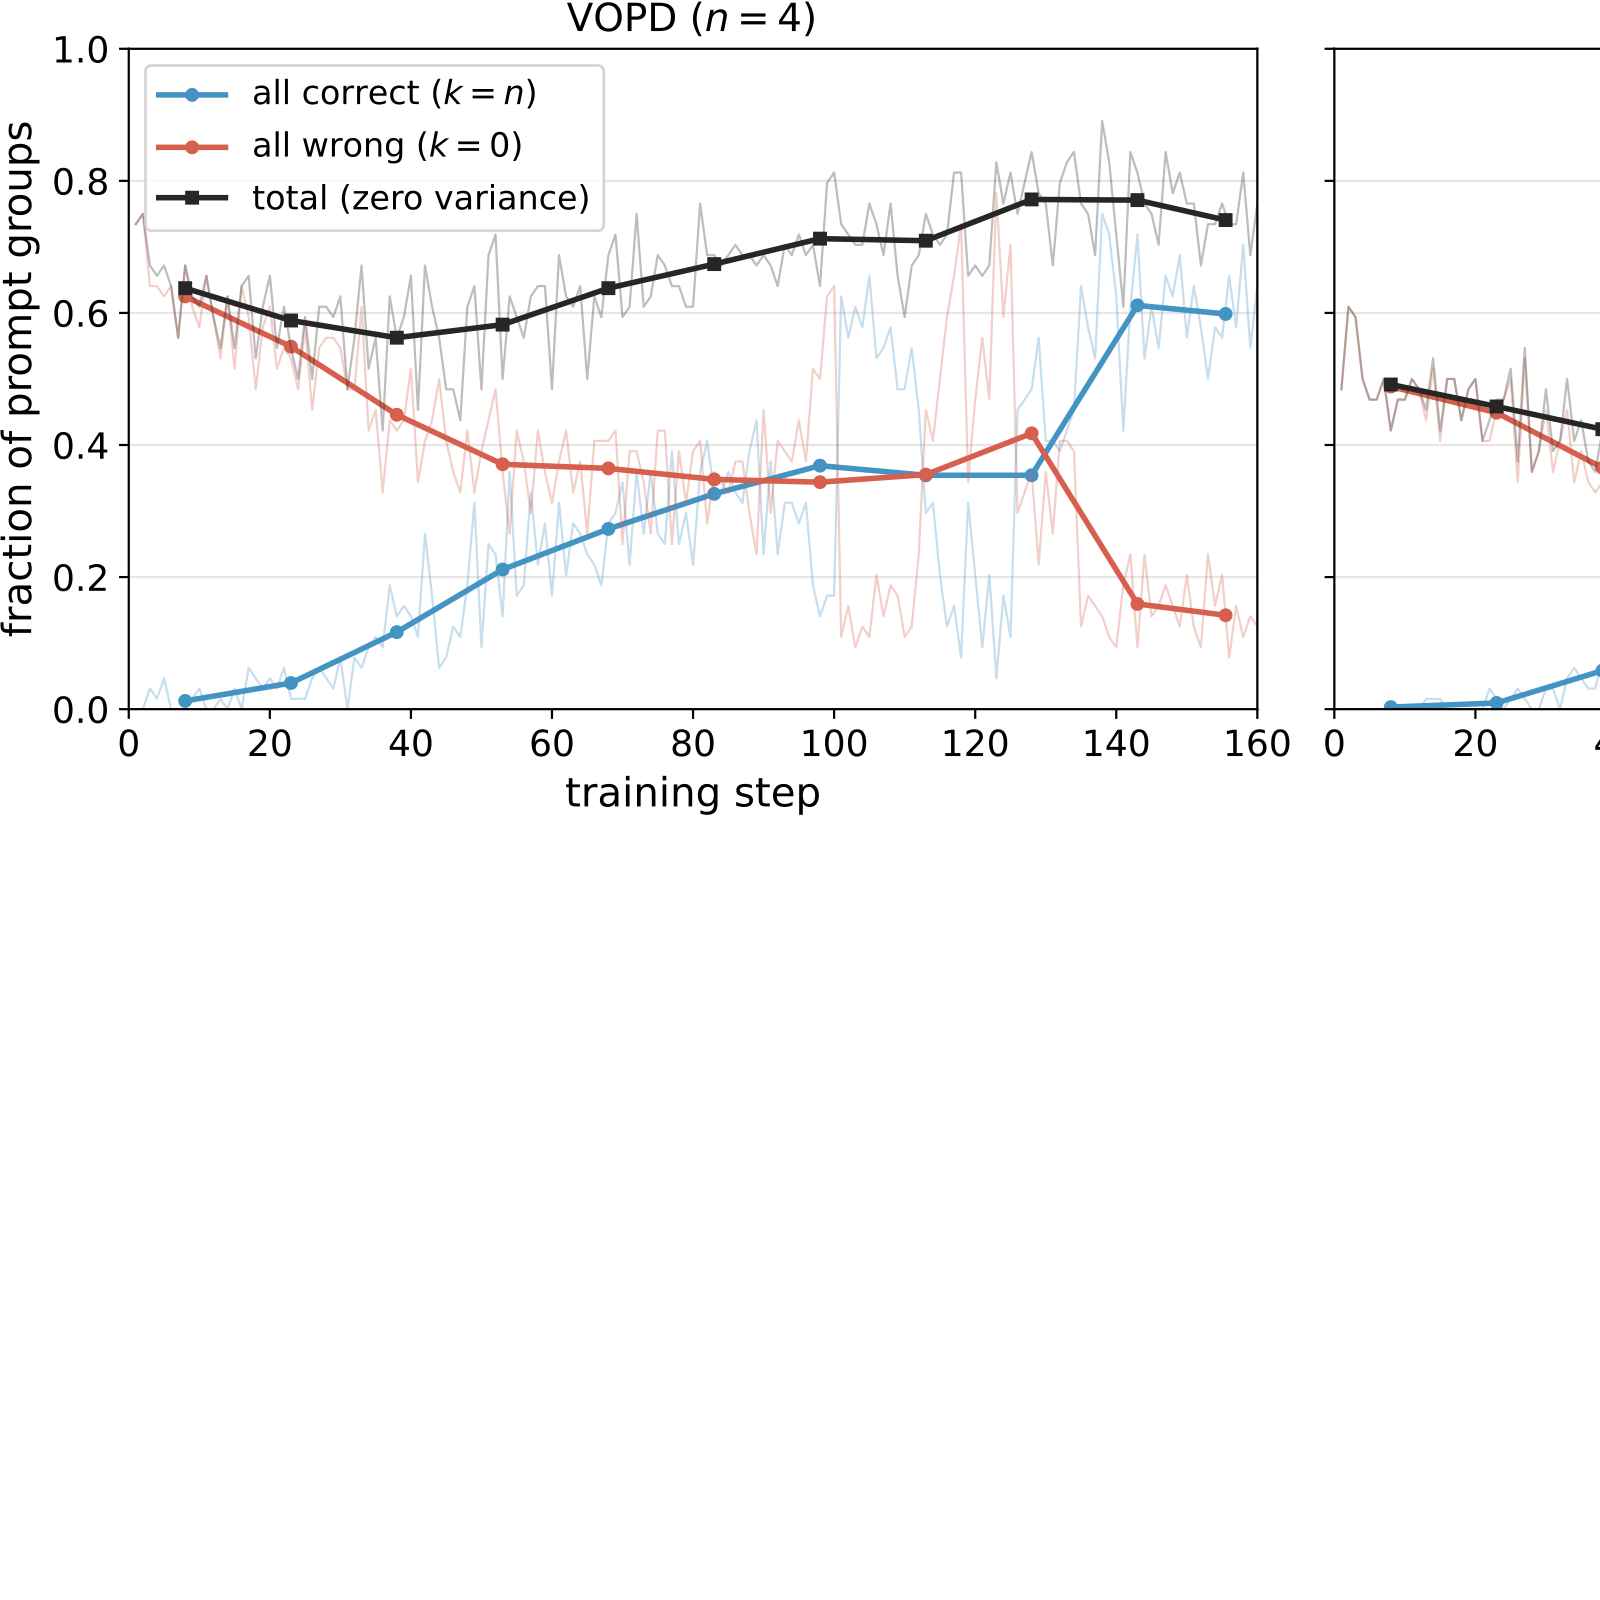 VOPD (n = 4)
fraction of prompt groups
1.0
0.8
0.6
0.4
0.2
0.0
all correct (k = n)
all wrong (k = 0)
total (zero variance)
0 20 40 60 80 100 120 140 160
training step
0 20